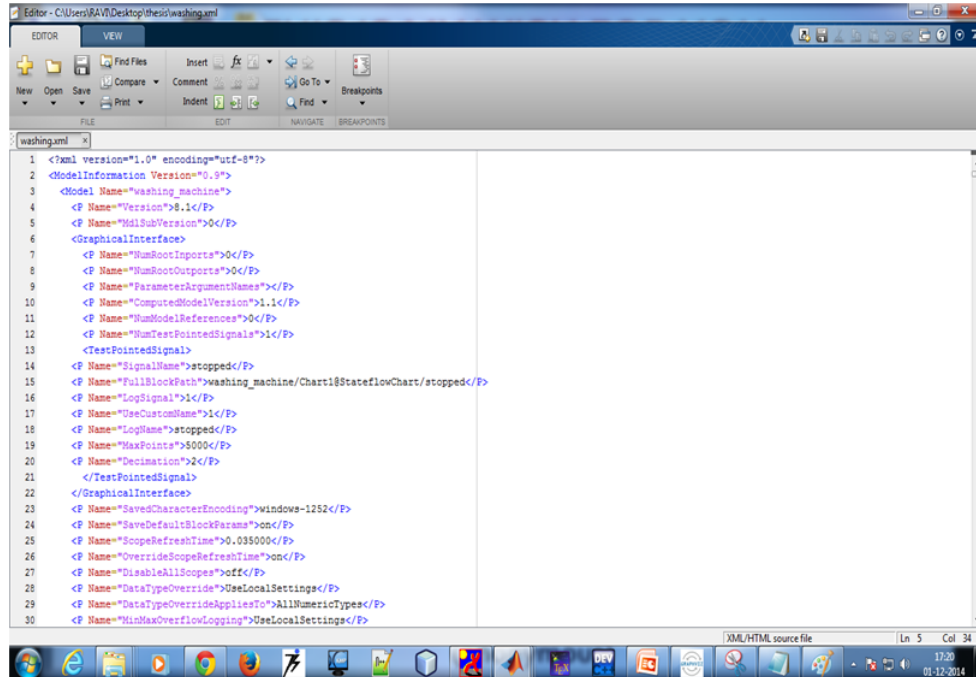 Editor - C:\Users\RAVI\Desktop\thesis\washing.xml
EDITOR VIEW
Find Files Insert fx
New Open Save Compare Comment Go To Breakpoints
Print Indent Find
FILE EDIT NAVIGATE BREAKPOINTS
washing.xml x
1 <?xml version="1.0" encoding="utf-8"?>
2 <ModelInformation Version="0.9">
3 <Model Name="washing_machine">
4 <P Name="Version">8.1</P>
5 <P Name="MdlSubVersion">0</P>
6 <GraphicalInterface>
7 <P Name="NumRootInports">0</P>
8 <P Name="NumRootOutports">0</P>
9 <P Name="ParameterArgumentNames"></P>
10 <P Name="ComputedModelVersion">1.1</P>
11 <P Name="NumModelReferences">0</P>
12 <P Name="NumTestPointedSignals">1</P>
13 <TestPointedSignal>
14 <P Name="SignalName">stopped</P>
15 <P Name="FullBlockPath">washing_machine/Chart1@StateflowChart/stopped</P>
16 <P Name="LogSignal">1</P>
17 <P Name="UseCustomName">1</P>
18 <P Name="LogName">stopped</P>
19 <P Name="MaxPoints">5000</P>
20 <P Name="Decimation">2</P>
21 </TestPointedSignal>
22 </GraphicalInterface>
23 <P Name="SavedCharacterEncoding">windows-1252</P>
24 <P Name="SaveDefaultBlockParams">on</P>
25 <P Name="ScopeRefreshTime">0.035000</P>
26 <P Name="OverrideScopeRefreshTime">on</P>
27 <P Name="DisableAllScopes">off</P>
28 <P Name="DataTypeOverride">UseLocalSettings</P>
29 <P Name="DataTypeOverrideAppliesTo">AllNumericTypes</P>
30 <P Name="MinMaxOverflowLogging">UseLocalSettings</P>
XML/HTML source file Ln 5 Col 34
TEX DEV
17:20
01-12-2014